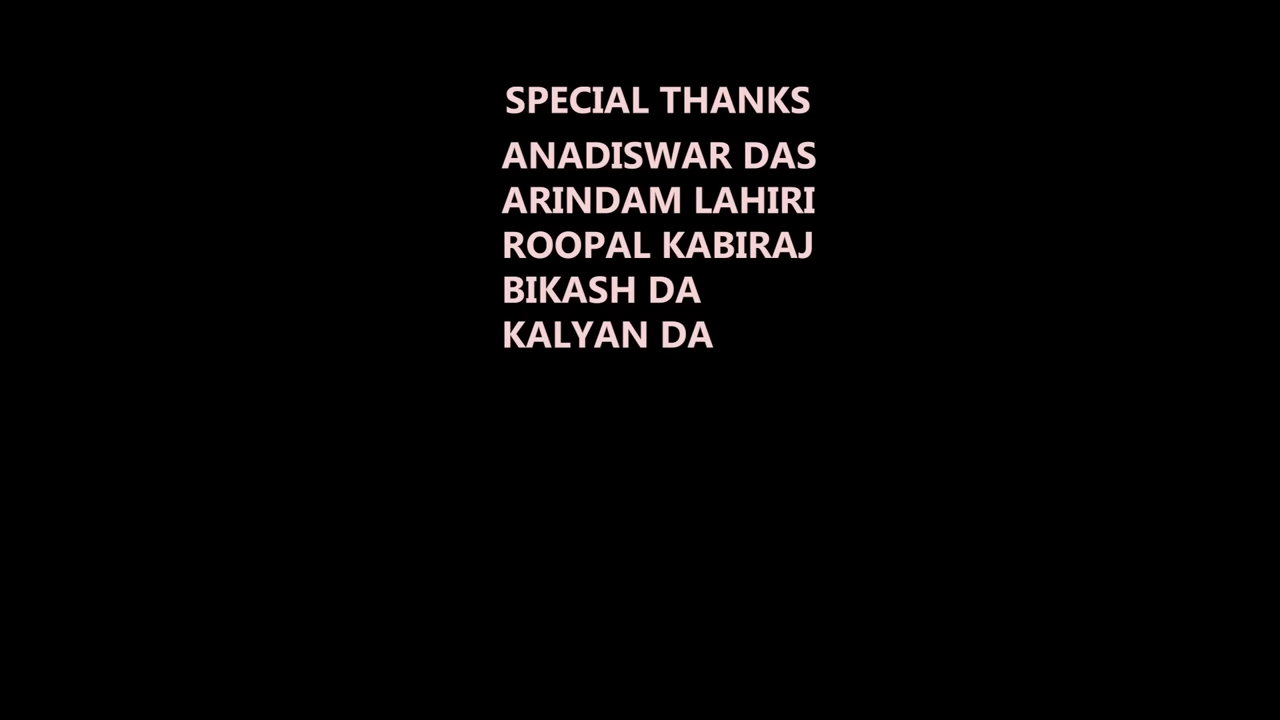 SPECIAL THANKS
ANADISWAR DAS
ARINDAM LAHIRI
ROOPAL KABIRAJ
BIKASH DA
KALYAN DA